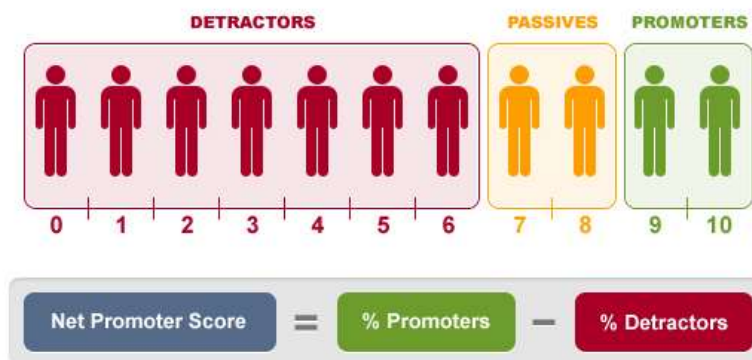 DETRACTORS PASSIVES PROMOTERS
0 1 2 3 4 5 6 7 8 9 10
Net Promoter Score = % Promoters − % Detractors